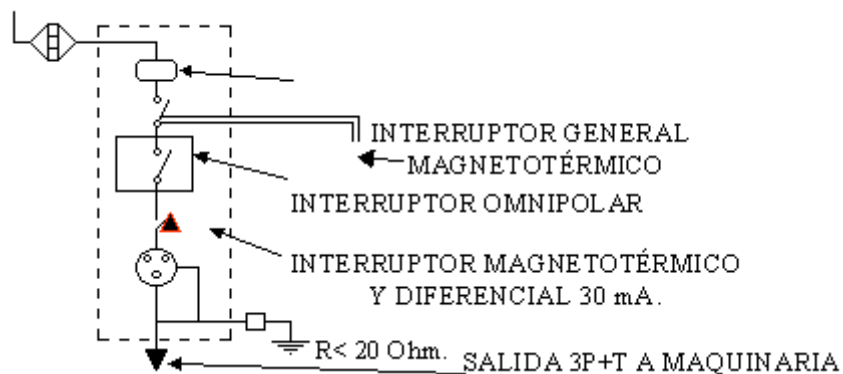 INTERRUPTOR GENERAL
MAGNETOTÉRMICO
INTERRUPTOR OMNIPOLAR
INTERRUPTOR MAGNETOTÉRMICO
Y DIFERENCIAL 30 mA.
R< 20 Ohm.
SALIDA 3P+T A MAQUINARIA